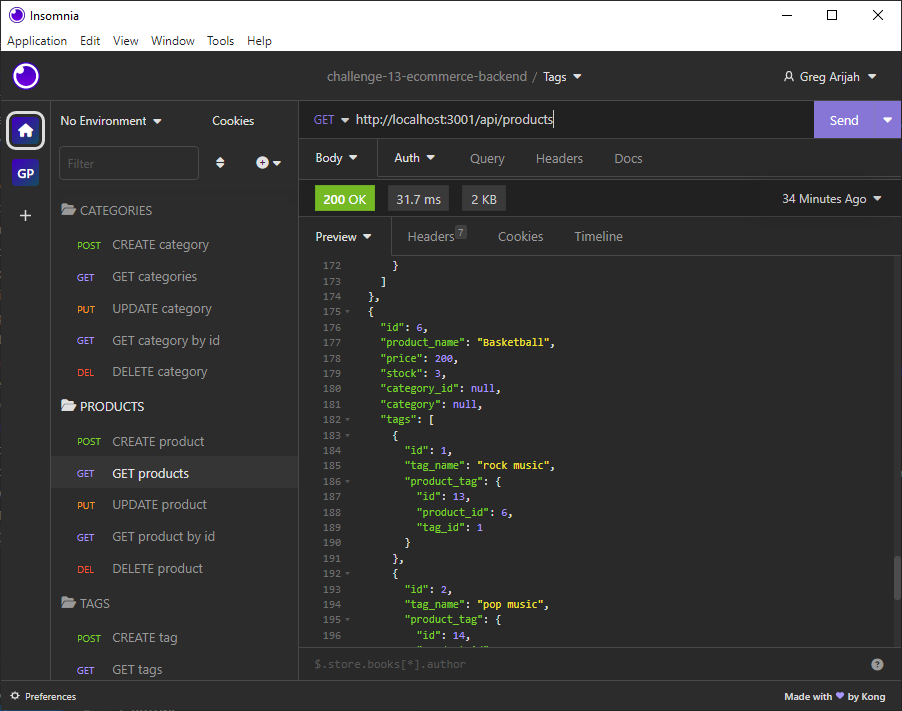 Insomnia
Application Edit View Window Tools Help
challenge-13-ecommerce-backend / Tags
Greg Arijah
No Environment
Cookies
GET http://localhost:3001/api/products
Send
GP
Filter
Body Auth Query Headers Docs
200 OK 31.7 ms 2 KB 34 Minutes Ago
Preview Headers 7 Cookies Timeline
CATEGORIES
POST CREATE category
GET GET categories
PUT UPDATE category
GET GET category by id
DEL DELETE category
PRODUCTS
POST CREATE product
GET GET products
PUT UPDATE product
GET GET product by id
DEL DELETE product
TAGS
POST CREATE tag
GET GET tags
172 }
173 ]
174 },
175 {
176 "id": 6,
177 "product_name": "Basketball",
178 "price": 200,
179 "stock": 3,
180 "category_id": null,
181 "category": null,
182 "tags": [
183 {
184 "id": 1,
185 "tag_name": "rock music",
186 "product_tag": {
187 "id": 13,
188 "product_id": 6,
189 "tag_id": 1
190 }
191 },
192 {
193 "id": 2,
194 "tag_name": "pop music",
195 "product_tag": {
196 "id": 14,
$.store.books[*].author
Preferences
Made with 💜 by Kong